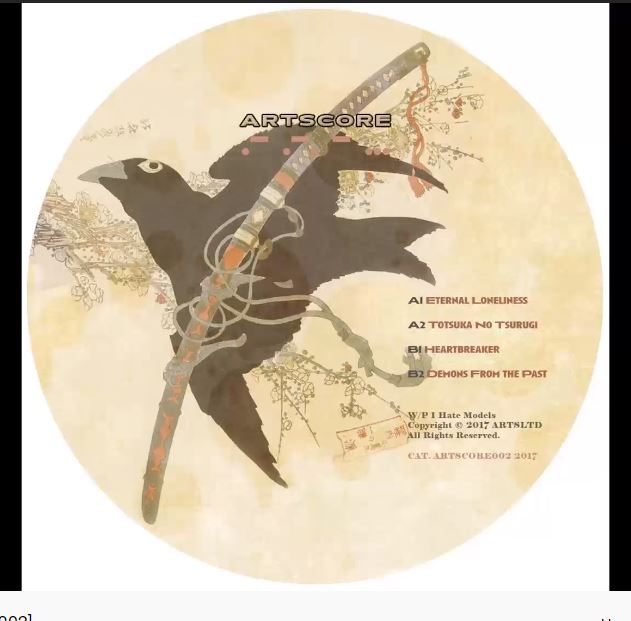 ARTSCORE
A1 ETERNAL LONELINESS
A2 TOTSUKA NO TSURUGI
B1 HEARTBREAKER
B2 DEMONS FROM THE PAST
W/P I Hate Models
Copyright © 2017 ARTSLTD
All Rights Reserved.
CAT. ARTSCORE002 2017
002]